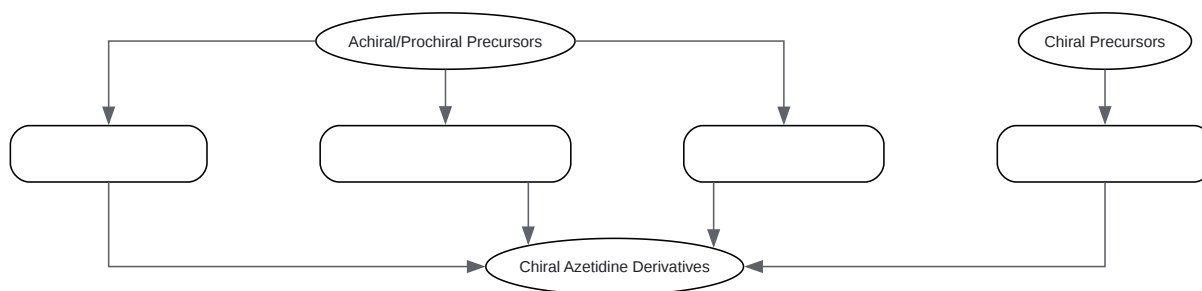 Achiral/Prochiral Precursors
Chiral Precursors
Chiral Azetidine Derivatives